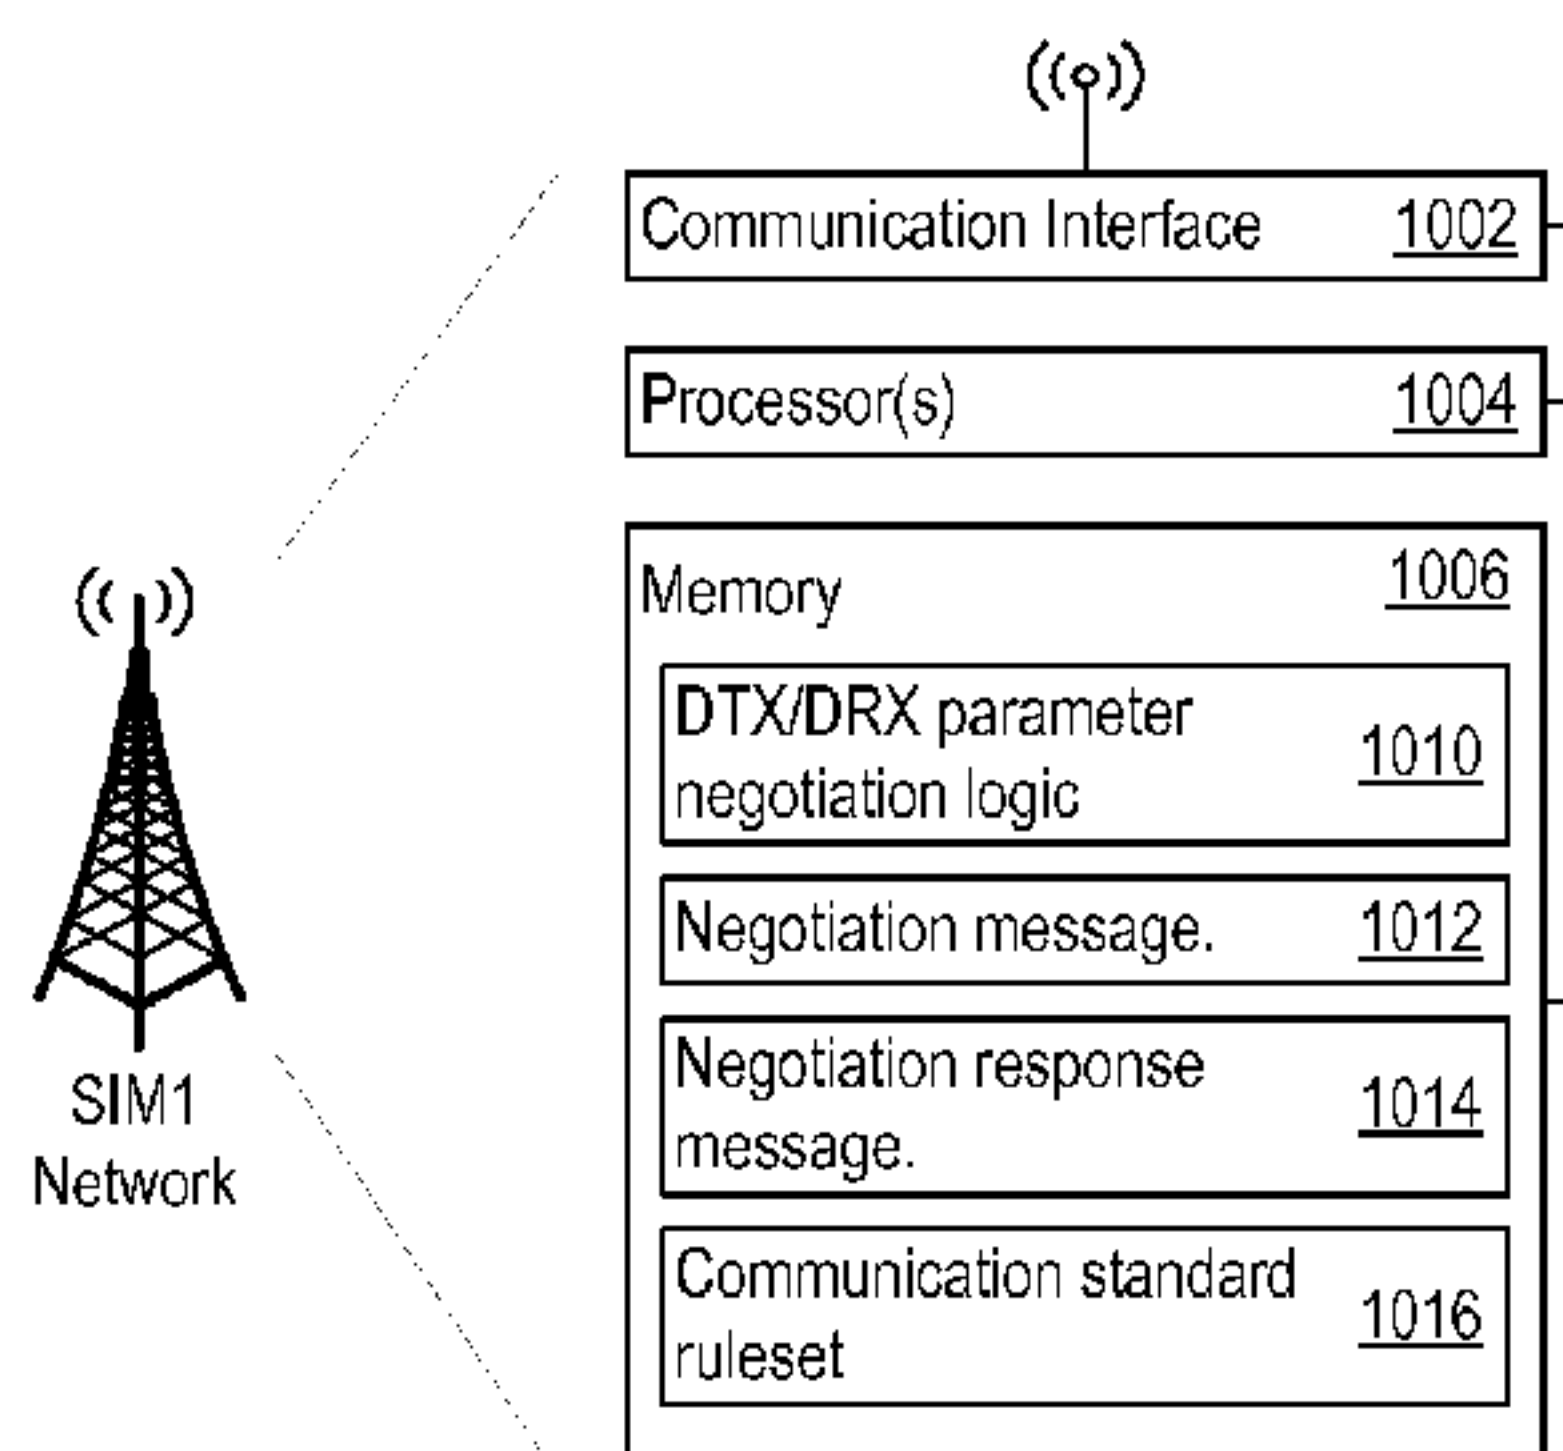 Communication Interface 1002
Processor(s) 1004
Memory 1006
DTX/DRX parameter
negotiation logic 1010
Negotiation message. 1012
Negotiation response
message. 1014
Communication standard
ruleset 1016
SIM1
Network